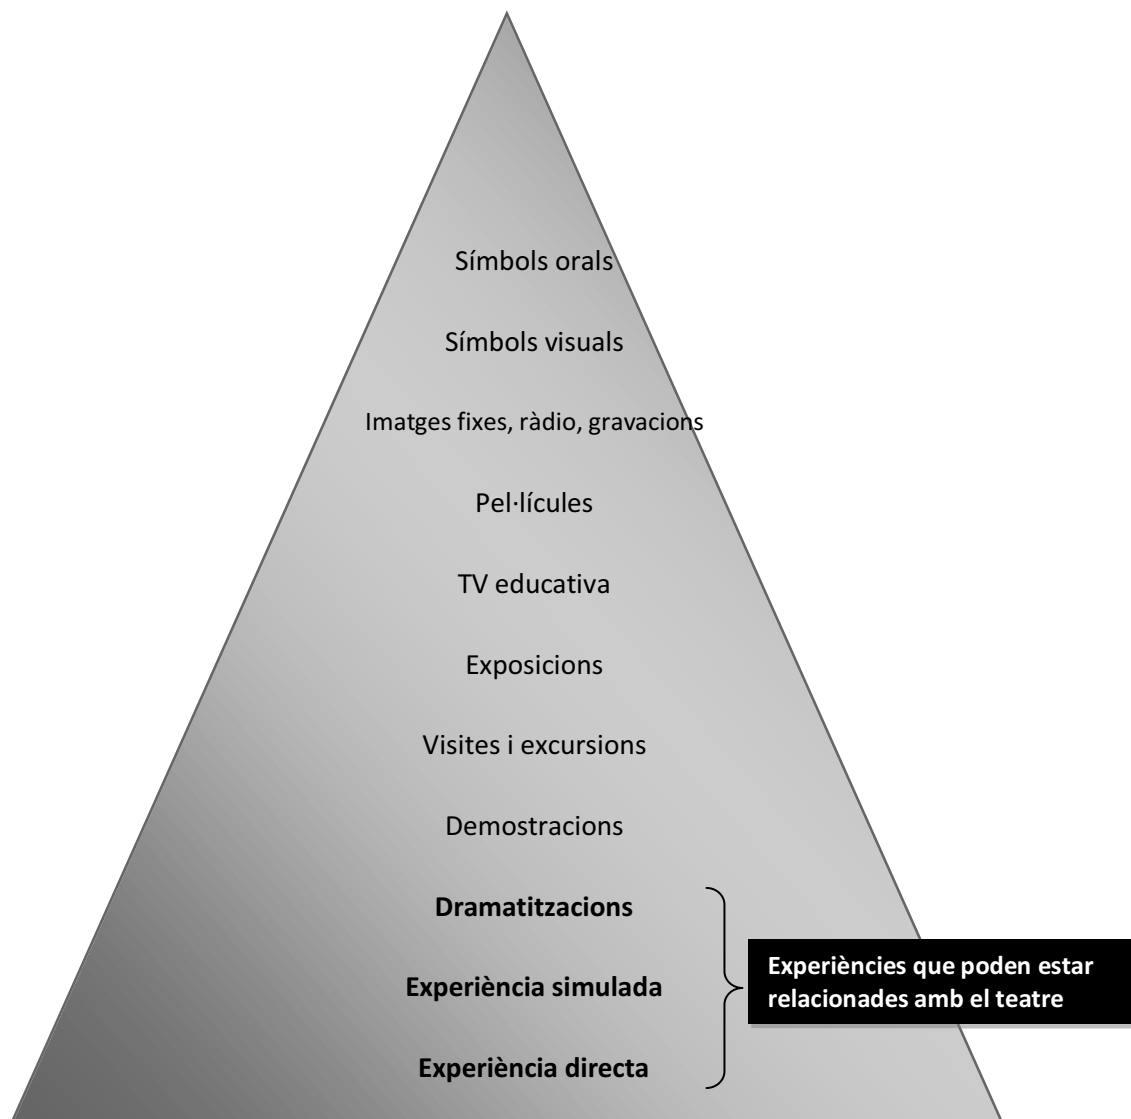 Símbols orals
Símbols visuals
Imatges fixes, ràdio, gravacions
Pel·lícules
TV educativa
Exposicions
Visites i excursions
Demostracions
Dramatitzacions
Experiència simulada
Experiències que poden estar
relacionades amb el teatre
Experiència directa